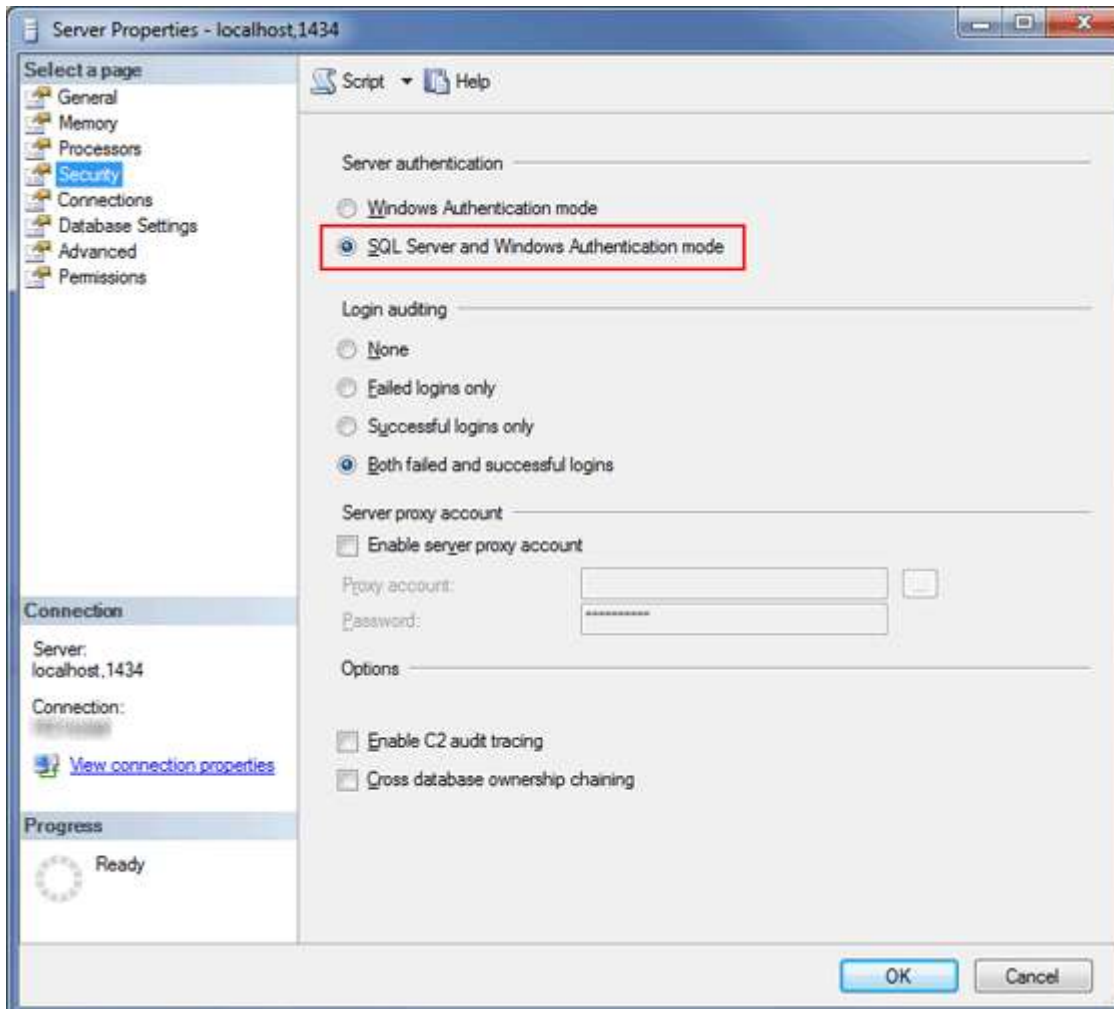 Server Properties - localhost,1434
Select a page
General
Memory
Processors
Security
Connections
Database Settings
Advanced
Permissions
Script
Help
Server authentication
Windows Authentication mode
SQL Server and Windows Authentication mode
Login auditing
None
Failed logins only
Successful logins only
Both failed and successful logins
Server proxy account
Enable server proxy account
Proxy account:
...
Password:
**********
Options
Enable C2 audit tracing
Cross database ownership chaining
Connection
Server:
localhost,1434
Connection:
View connection properties
Progress
Ready
OK
Cancel